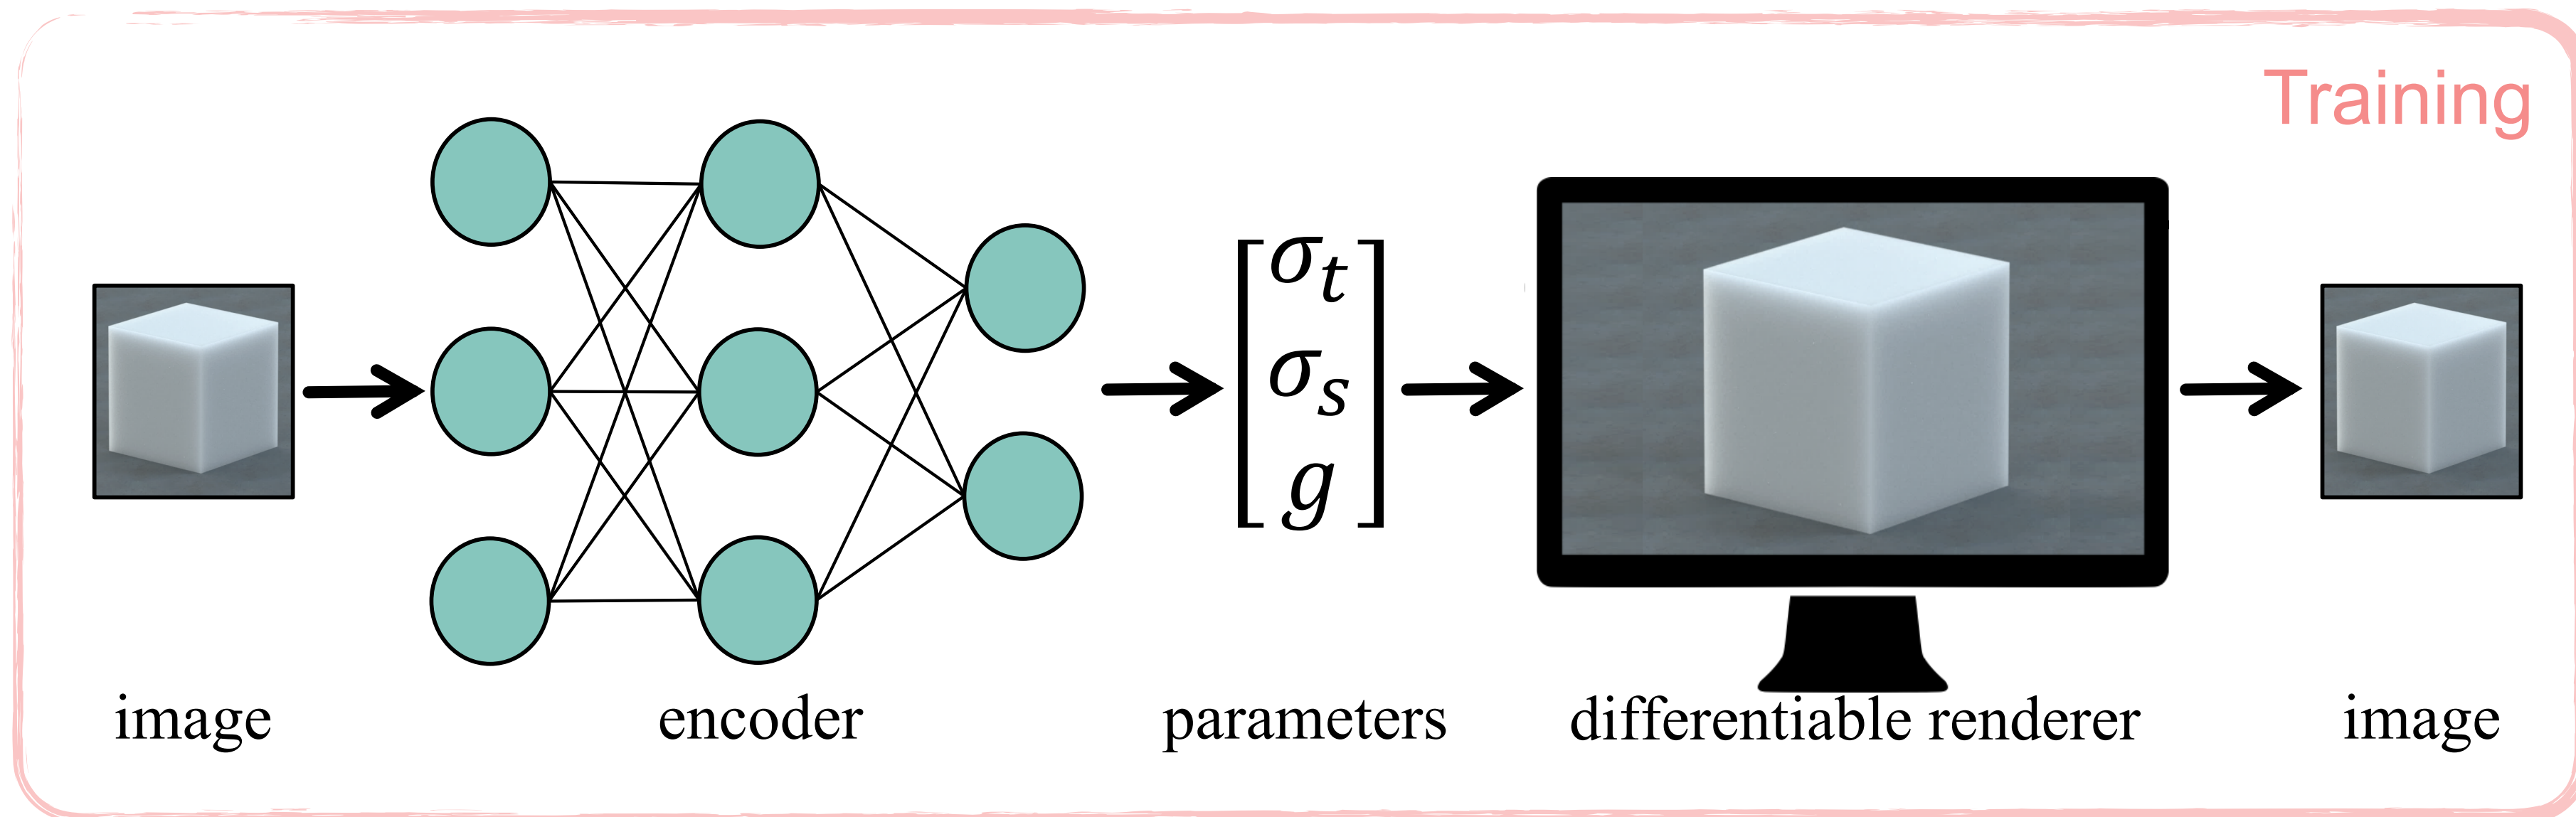 Training
σt
σs
g
image
encoder
parameters
differentiable renderer
image